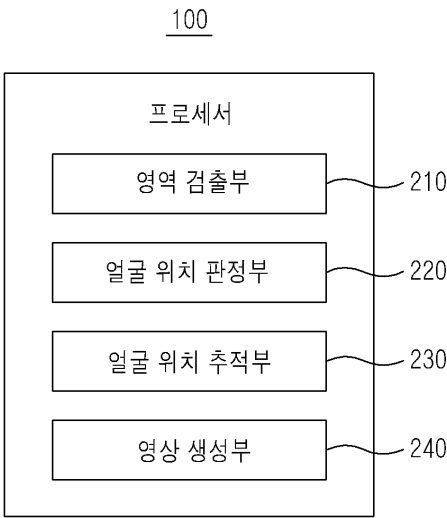 100
프로세서
영역 검출부
210
얼굴 위치 판정부
220
얼굴 위치 추적부
230
영상 생성부
240